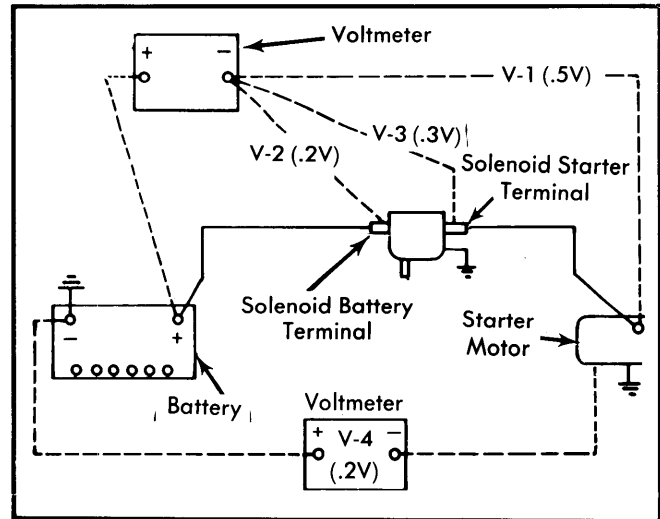 Voltmeter
+ −
V-1 (.5V)
V-3 (.3V)
V-2 (.2V)
Solenoid Starter
Terminal
Solenoid Battery
Terminal
Starter
Motor
− +
Battery
Voltmeter
+ V-4 −
(.2V)